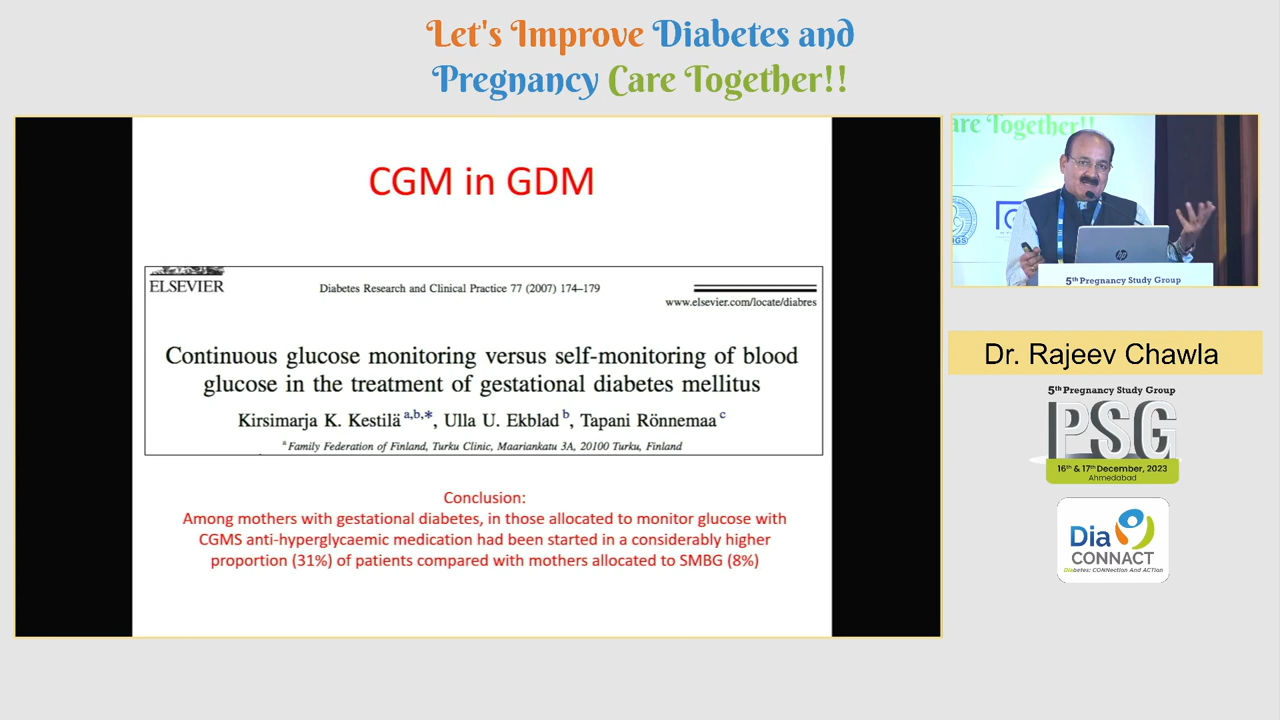 Let's Improve Diabetes and
Pregnancy Care Together!!
CGM in GDM
ELSEVIER
Diabetes Research and Clinical Practice 77 (2007) 174–179
www.elsevier.com/locate/diabres
Continuous glucose monitoring versus self-monitoring of blood
glucose in the treatment of gestational diabetes mellitus
Kirsimarja K. Kestilä a,b,*, Ulla U. Ekblad b, Tapani Rönnemaa c
a Family Federation of Finland, Turku Clinic, Maariankatu 3A, 20100 Turku, Finland
Conclusion:
Among mothers with gestational diabetes, in those allocated to monitor glucose with
CGMS anti-hyperglycaemic medication had been started in a considerably higher
proportion (31%) of patients compared with mothers allocated to SMBG (8%)
are Together!!
hp
5th Pregnancy Study Group
Dr. Rajeev Chawla
5th Pregnancy Study Group
PSG
16th & 17th December, 2023
Ahmedabad
Dia
CONNACT
Diabetes: CONNection And ACTion